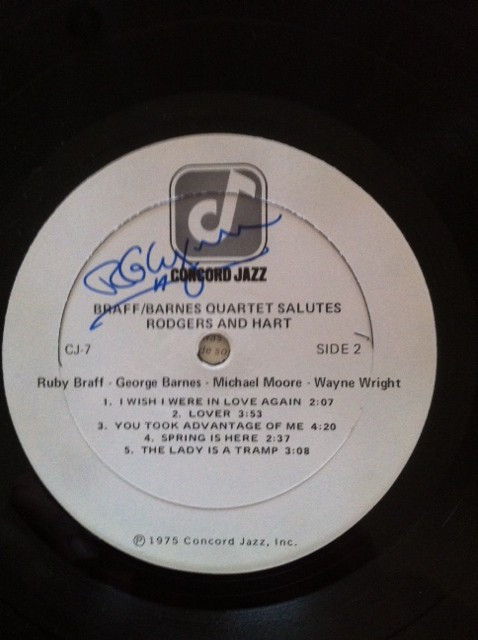 CONCORD JAZZ
BRAFF/BARNES QUARTET SALUTES
RODGERS AND HART
CJ-7
SIDE 2
Ruby Braff · George Barnes · Michael Moore · Wayne Wright
1. I WISH I WERE IN LOVE AGAIN 2:07
2. LOVER 3:53
3. YOU TOOK ADVANTAGE OF ME 4:20
4. SPRING IS HERE 2:37
5. THE LADY IS A TRAMP 3:08
℗ 1975 Concord Jazz, Inc.